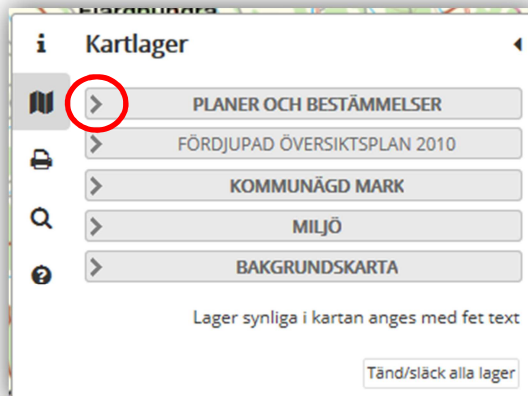 Fjärdhundra
Kartlager
PLANER OCH BESTÄMMELSER
FÖRDJUPAD ÖVERSIKTSPLAN 2010
KOMMUNÄGD MARK
MILJÖ
BAKGRUNDSKARTA
Lager synliga i kartan anges med fet text
Tänd/släck alla lager